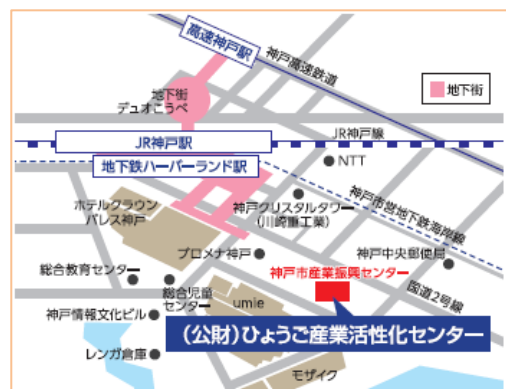 高速神戸駅
神戸高速鉄道
地下街
デュオこうべ
地下街
JR神戸駅
JR神戸線
地下鉄ハーバーランド駅
NTT
神戸市営地下鉄海岸線
ホテルクラウン
パレス神戸
神戸クリスタルタワー
(川崎重工業)
プロメナ神戸
神戸中央郵便局
総合教育センター
神戸市産業振興センター
国道2号線
総合児童
センター
umie
神戸情報文化ビル
(公財)ひょうご産業活性化センター
レンガ倉庫
モザイク